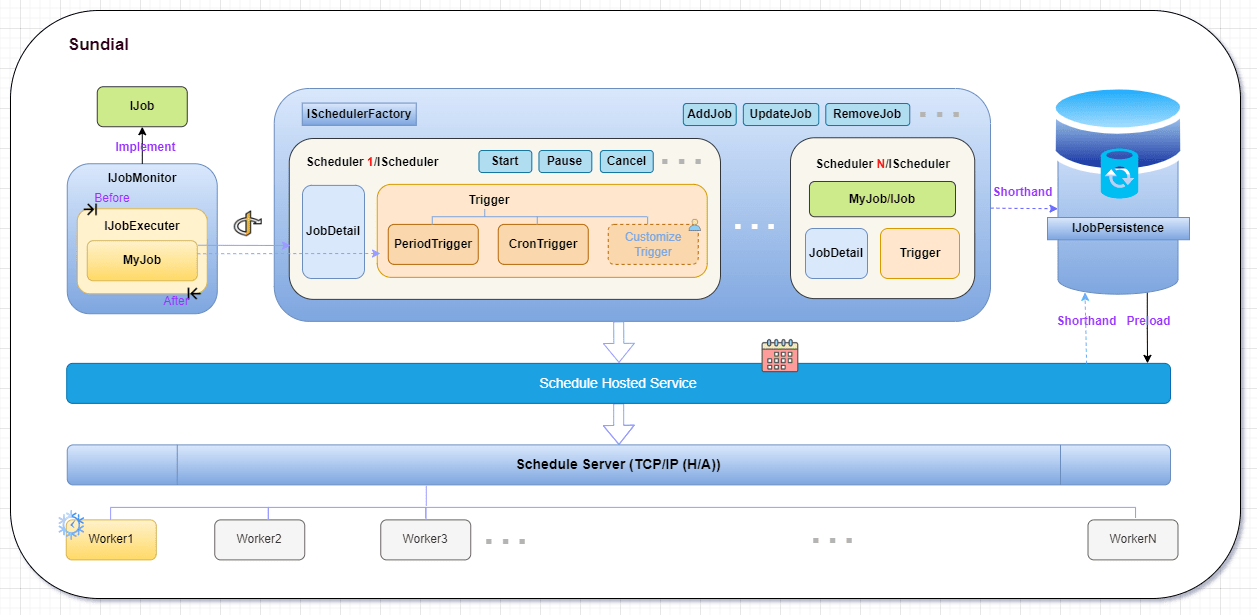 Sundial
IJob
Implement
IJobMonitor
Before
IJobExecuter
MyJob
After
ISchedulerFactory
AddJob
UpdateJob
RemoveJob
Scheduler 1/IScheduler
Start
Pause
Cancel
JobDetail
Trigger
PeriodTrigger
CronTrigger
Customize
Trigger
Scheduler N/IScheduler
MyJob/IJob
JobDetail
Trigger
Shorthand
IJobPersistence
Shorthand
Preload
Schedule Hosted Service
Schedule Server (TCP/IP (H/A))
Worker1
Worker2
Worker3
WorkerN